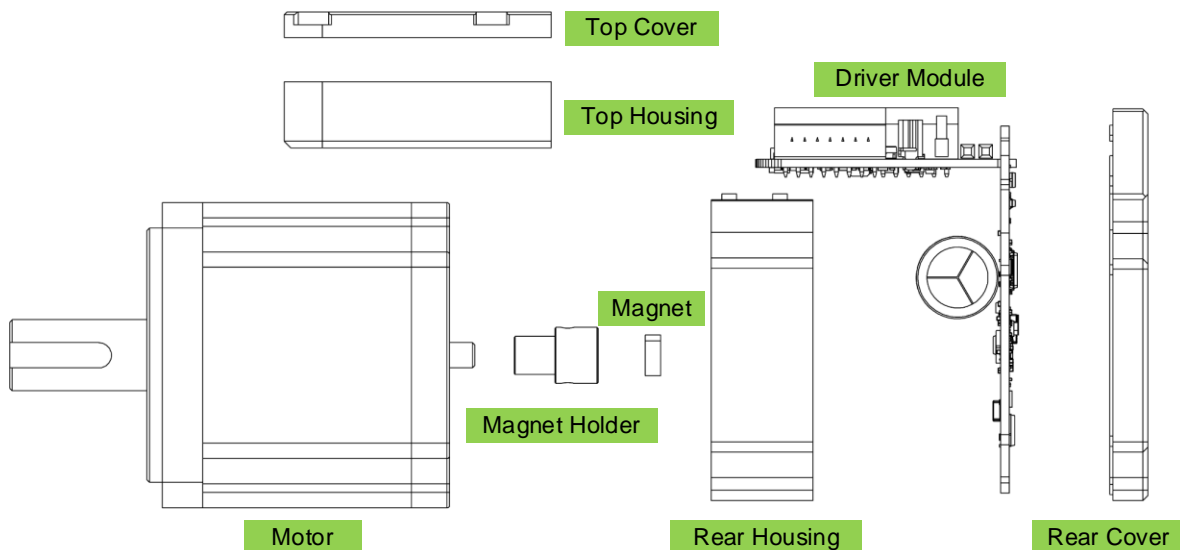 Top Cover
Driver Module
Top Housing
Magnet
Magnet Holder
Motor
Rear Housing
Rear Cover